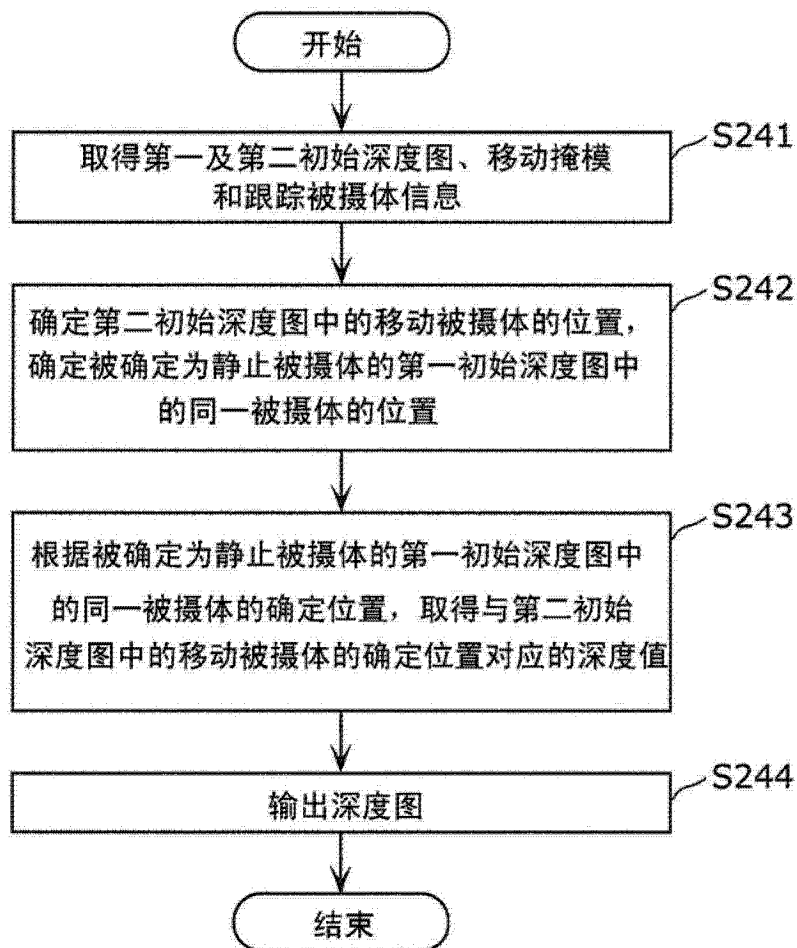 开始
S241
取得第一及第二初始深度图、移动掩模
和跟踪被摄体信息
S242
确定第二初始深度图中的移动被摄体的位置，
确定被确定为静止被摄体的第一初始深度图中
的同一被摄体的位置
S243
根据被确定为静止被摄体的第一初始深度图中
的同一被摄体的确定位置，取得与第二初始
深度图中的移动被摄体的确定位置对应的深度值
S244
输出深度图
结束